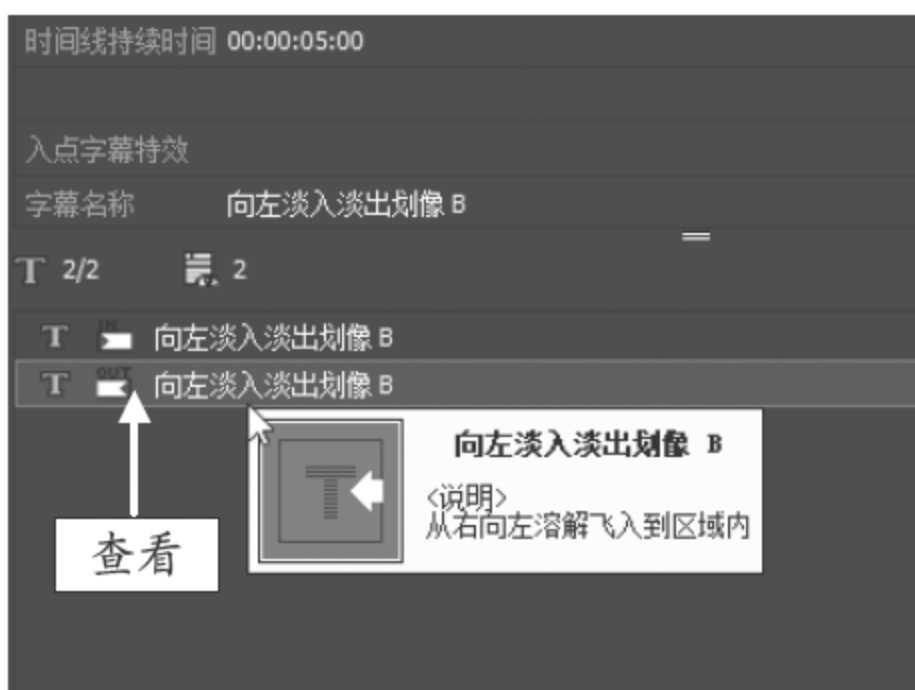 时间线持续时间 00:00:05:00
入点字幕特效
字幕名称 向左淡入淡出划像 B
T 2/2 2
T IN 向左淡入淡出划像 B
T OUT 向左淡入淡出划像 B
向左淡入淡出划像 B
<说明>
从右向左溶解飞入到区域内
T
查看